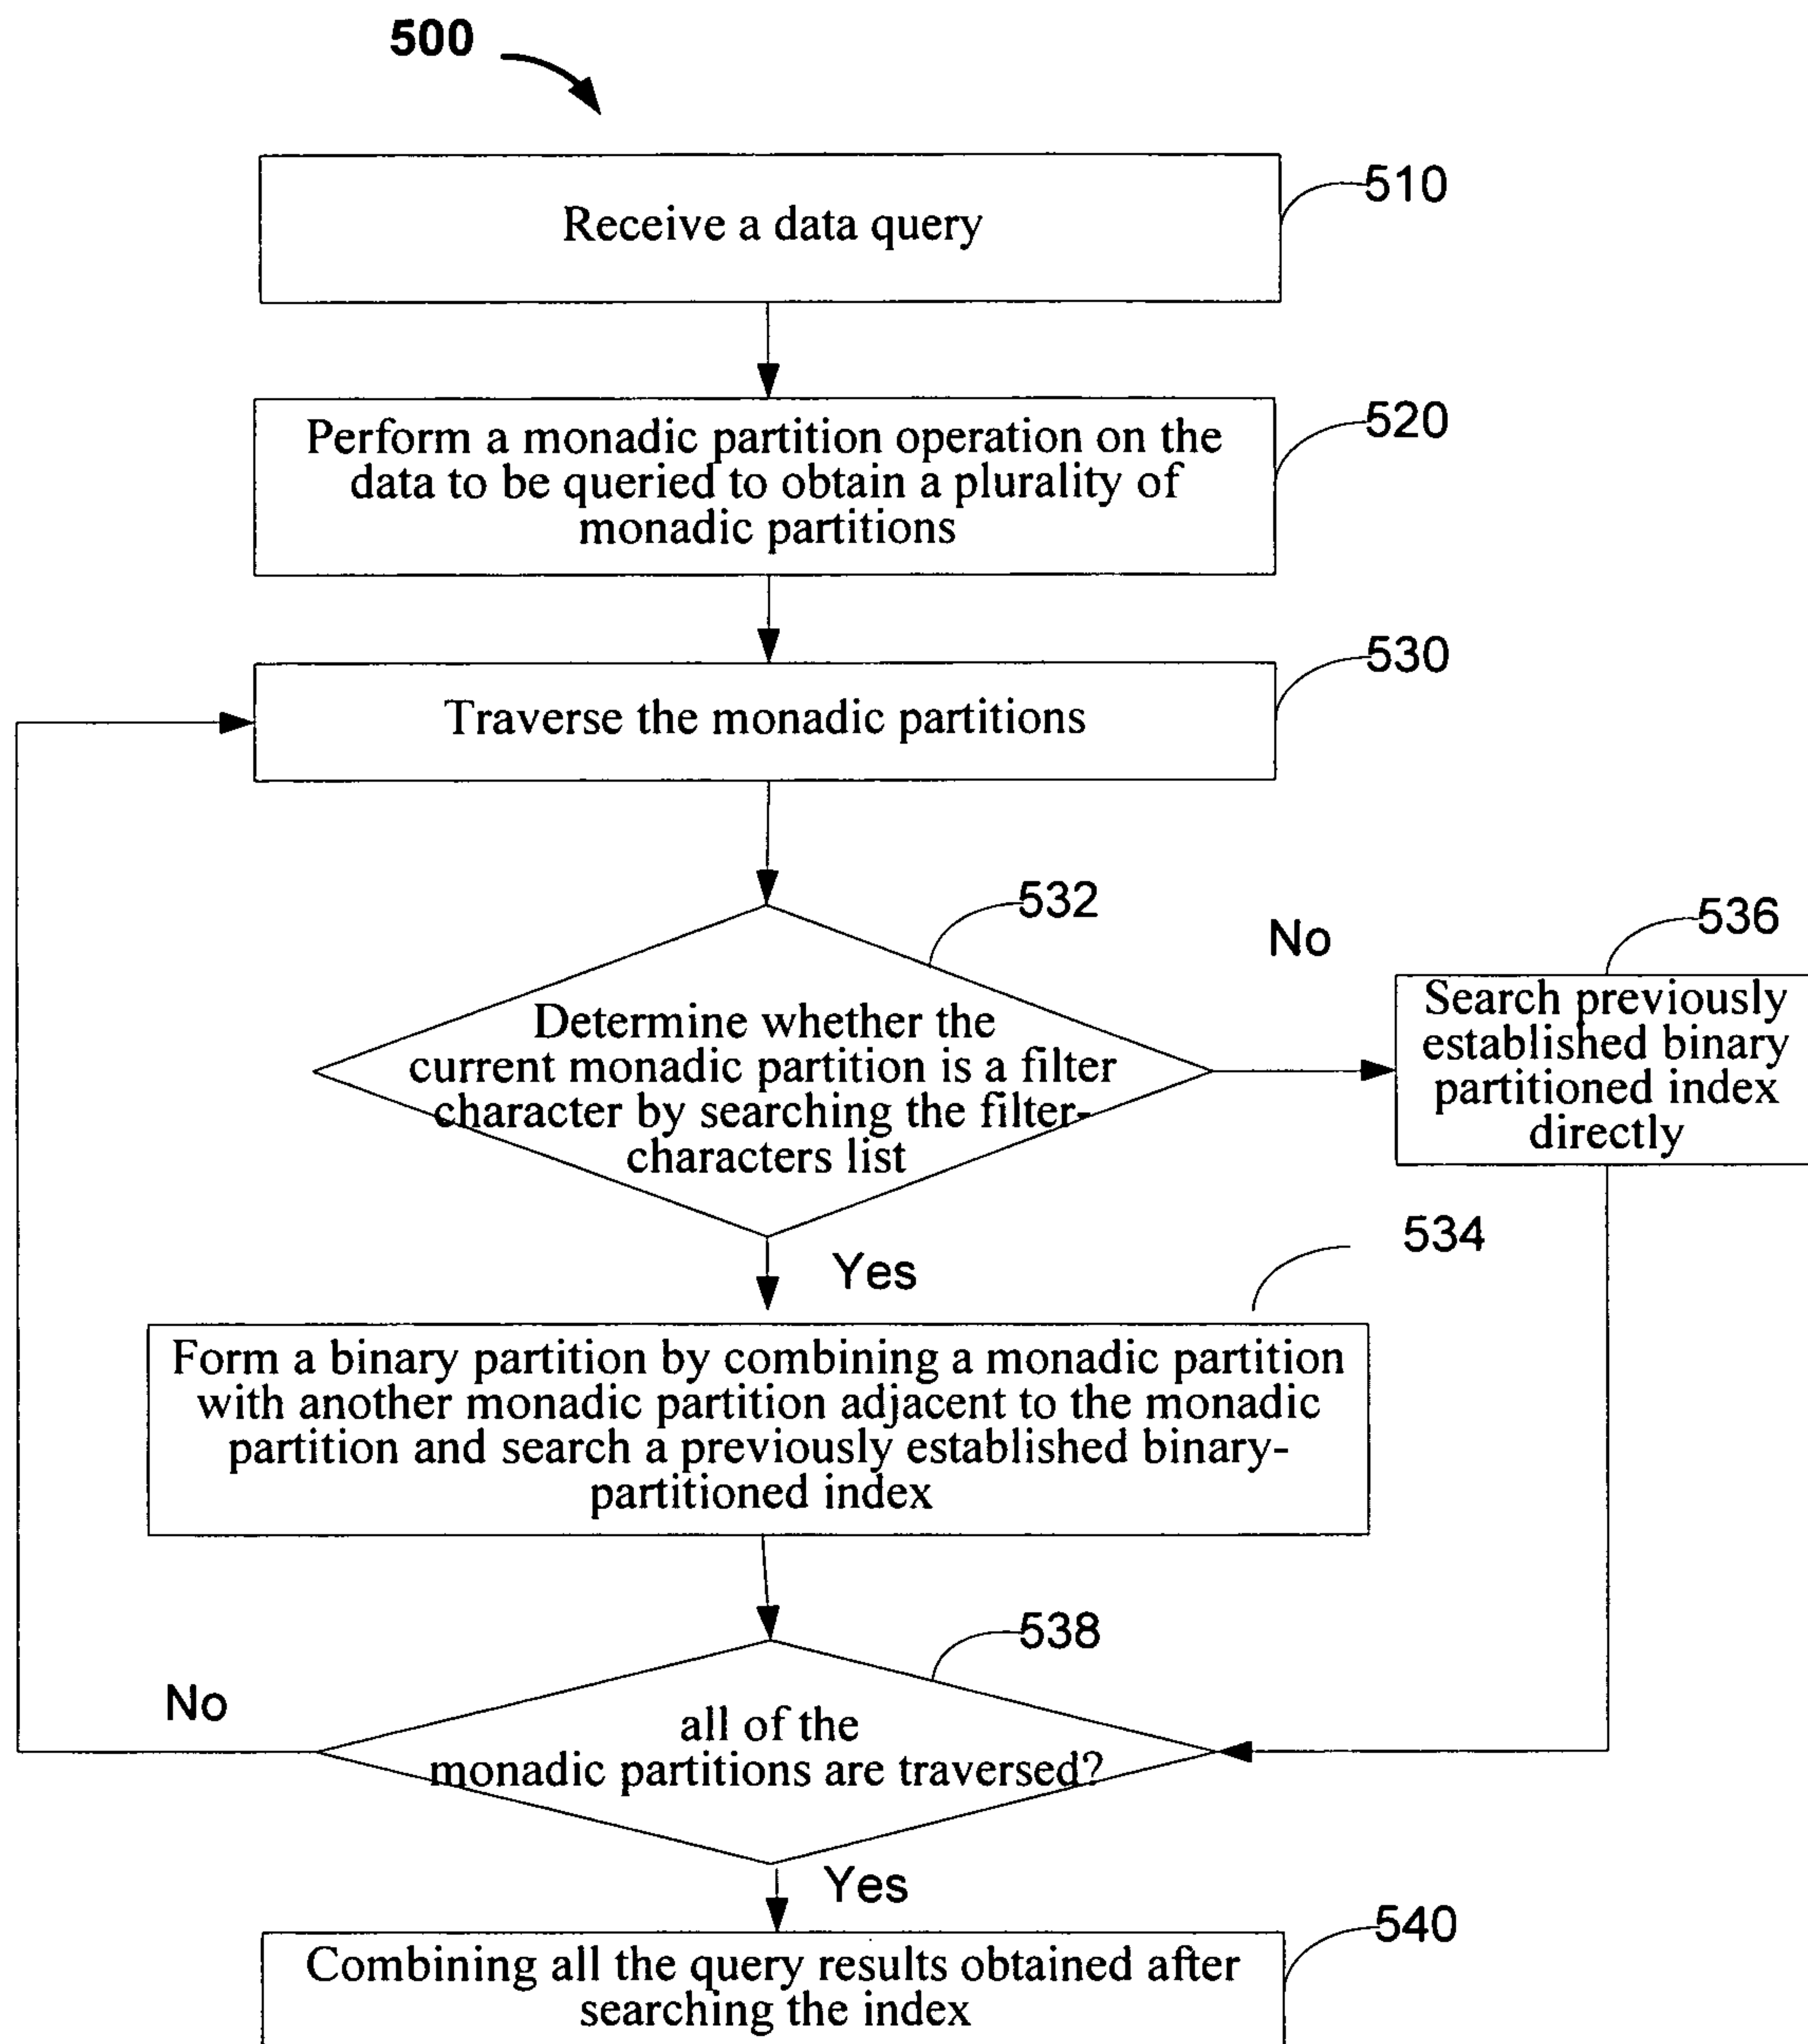 500
510
Receive a data query
520
Perform a monadic partition operation on the
data to be queried to obtain a plurality of
monadic partitions
530
Traverse the monadic partitions
532
No
536
Determine whether the
current monadic partition is a filter
character by searching the filter-
characters list
Search previously
established binary
partitioned index
directly
Yes
534
Form a binary partition by combining a monadic partition
with another monadic partition adjacent to the monadic
partition and search a previously established binary-
partitioned index
538
No
all of the
monadic partitions are traversed?
Yes
540
Combining all the query results obtained after
searching the index